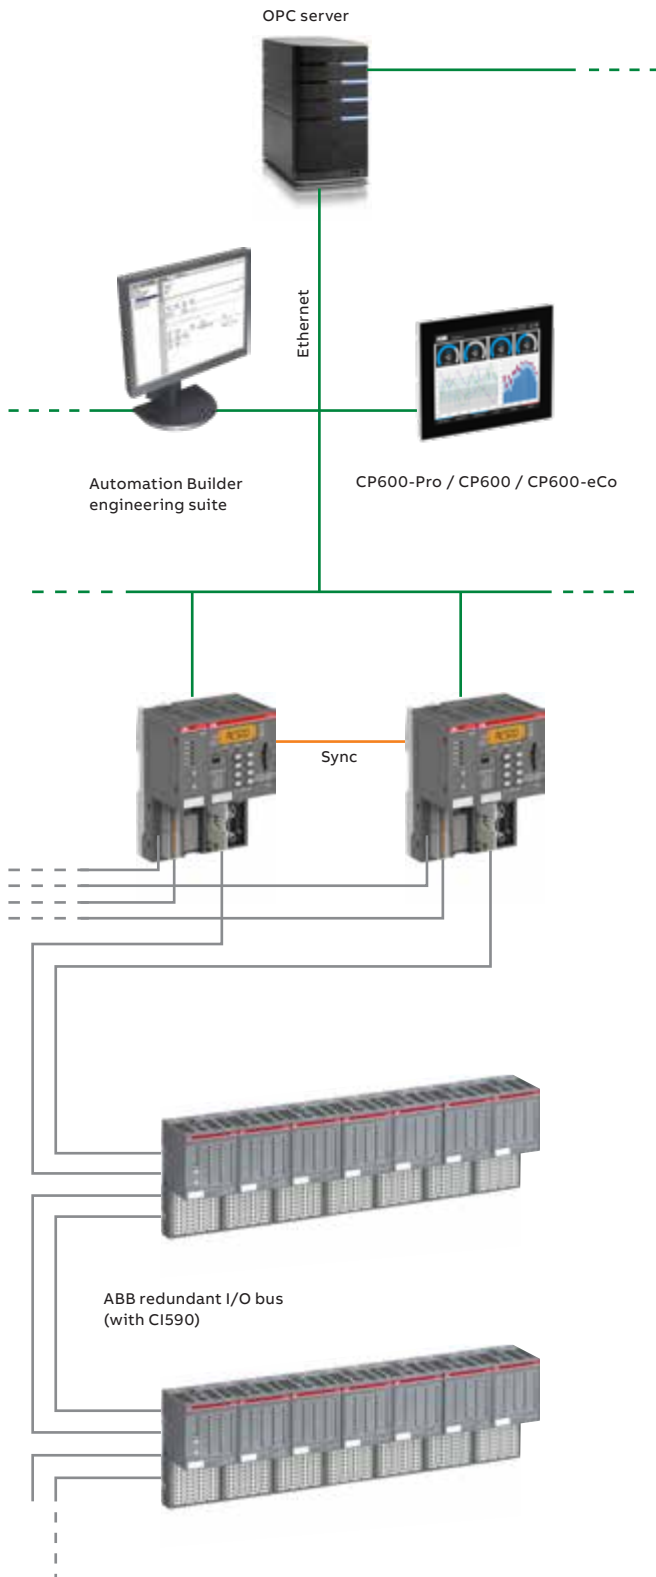 OPC server
Ethernet
Automation Builder
engineering suite
CP600-Pro / CP600 / CP600-eCo
Sync
ABB redundant I/O bus
(with CI590)